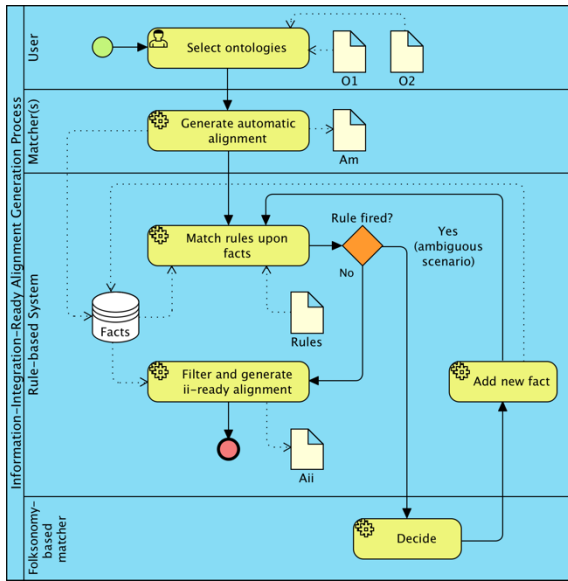 Information-Integration-Ready Alignment Generation Process
User
Select ontologies
O1
O2
Matcher(s)
Generate automatic
alignment
Am
Rule-based System
Match rules upon
facts
Rule fired?
Yes
(ambiguous
scenario)
No
Facts
Rules
Filter and generate
ii-ready alignment
Add new fact
Aii
Folksonomy-
based
matcher
Decide